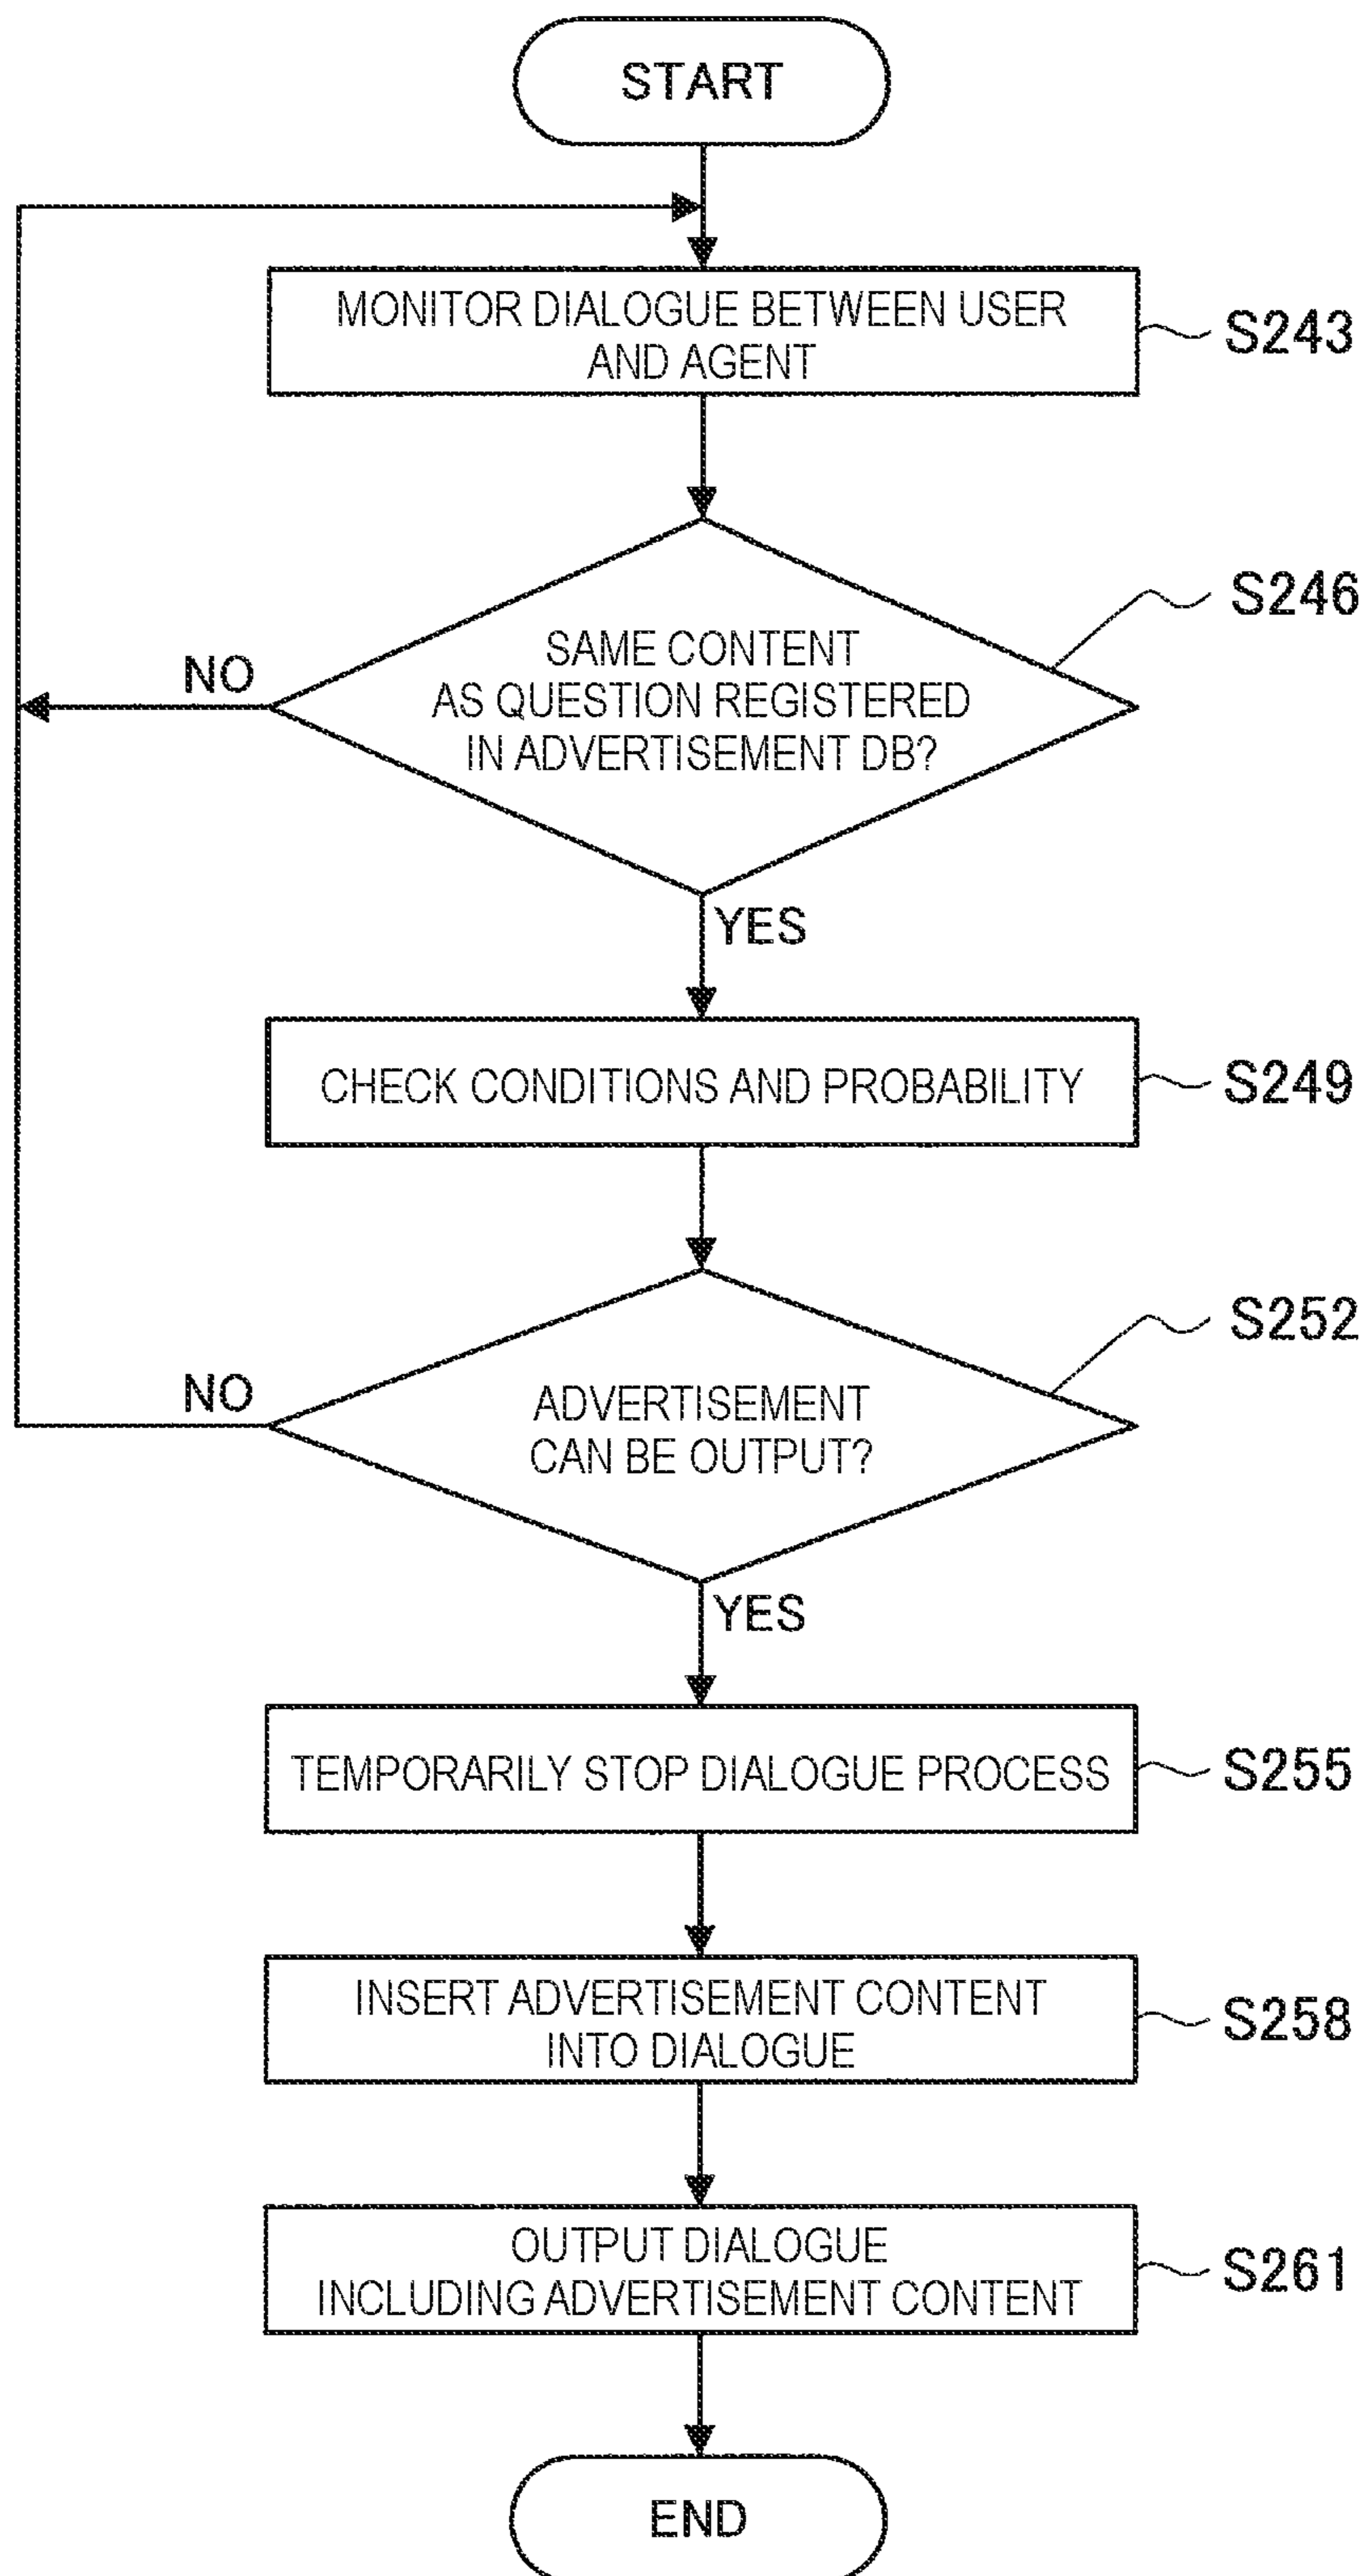 START
MONITOR DIALOGUE BETWEEN USER
AND AGENT
S243
S246
SAME CONTENT
AS QUESTION REGISTERED
IN ADVERTISEMENT DB?
NO
YES
CHECK CONDITIONS AND PROBABILITY
S249
S252
ADVERTISEMENT
CAN BE OUTPUT?
NO
YES
TEMPORARILY STOP DIALOGUE PROCESS
S255
INSERT ADVERTISEMENT CONTENT
INTO DIALOGUE
S258
OUTPUT DIALOGUE
INCLUDING ADVERTISEMENT CONTENT
S261
END